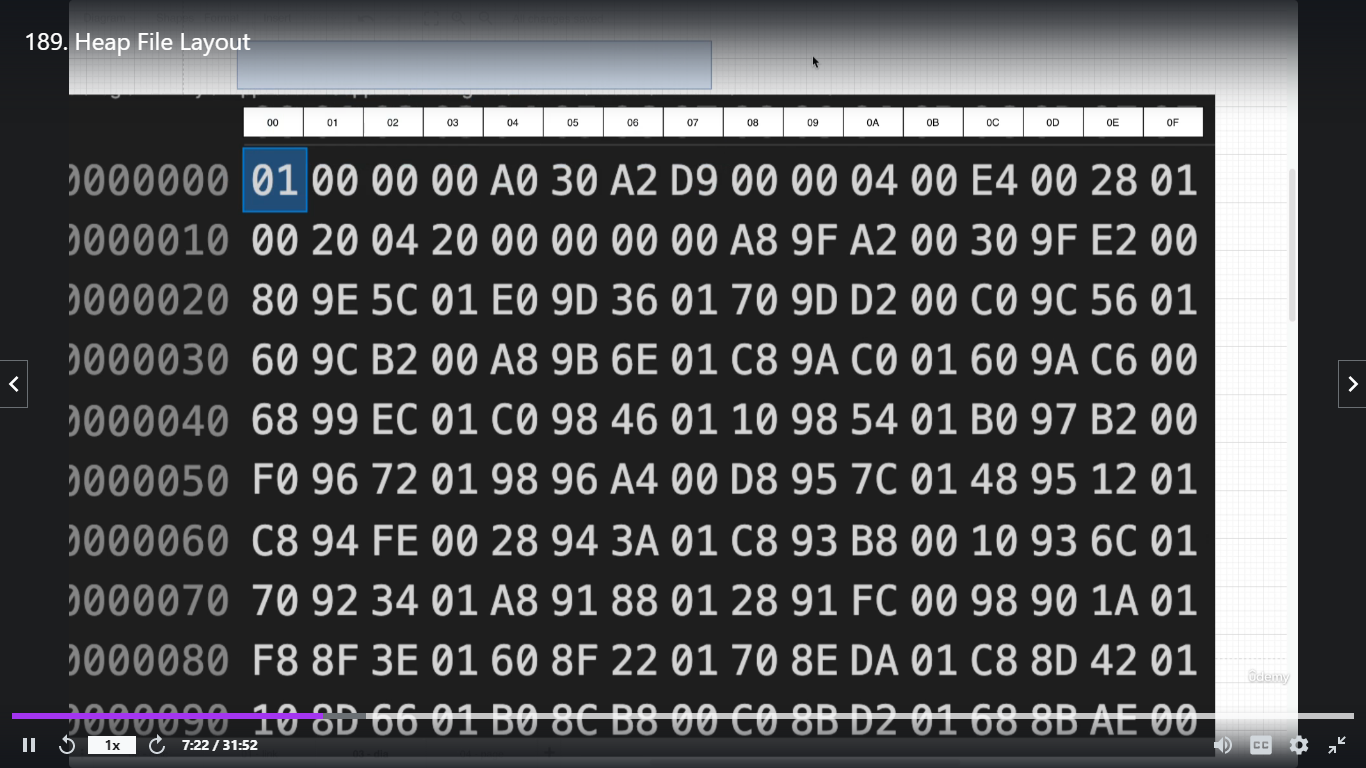 189. Heap File Layout
00 01 02 03 04 05 06 07 08 09 0A 0B 0C 0D 0E 0F
0000000 01 00 00 00 A0 30 A2 D9 00 00 04 00 E4 00 28 01
0000010 00 20 04 20 00 00 00 00 A8 9F A2 00 30 9F E2 00
0000020 80 9E 5C 01 E0 9D 36 01 70 9D D2 00 C0 9C 56 01
0000030 60 9C B2 00 A8 9B 6E 01 C8 9A C0 01 60 9A C6 00
0000040 68 99 EC 01 C0 98 46 01 10 98 54 01 B0 97 B2 00
0000050 F0 96 72 01 98 96 A4 00 D8 95 7C 01 48 95 12 01
0000060 C8 94 FE 00 28 94 3A 01 C8 93 B8 00 10 93 6C 01
0000070 70 92 34 01 A8 91 88 01 28 91 FC 00 98 90 1A 01
0000080 F8 8F 3E 01 60 8F 22 01 70 8E DA 01 C8 8D 42 01
0000090 10 8D 66 01 B0 8C B8 00 C0 8B D2 01 68 8B AE 00
udemy
1x 7:22 / 31:52 CC